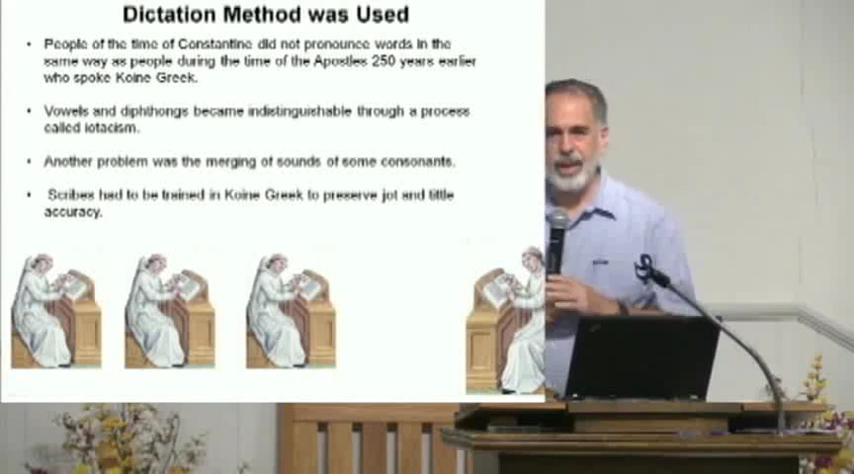 Dictation Method was Used
• People of the time of Constantine did not pronounce words in the
same way as people during the time of the Apostles 250 years earlier
who spoke Koine Greek.
• Vowels and diphthongs became indistinguishable through a process
called iotacism.
• Another problem was the merging of sounds of some consonants.
• Scribes had to be trained in Koine Greek to preserve jot and tittle
accuracy.